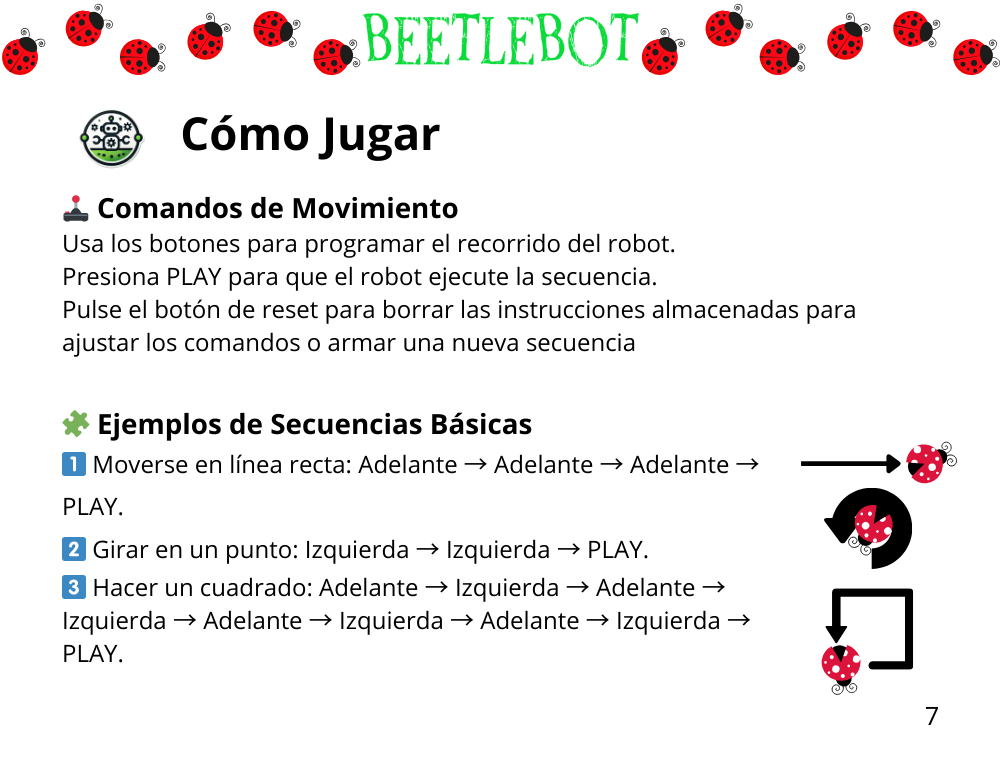 BEETLEBOT
Cómo Jugar
Comandos de Movimiento
Usa los botones para programar el recorrido del robot.
Presiona PLAY para que el robot ejecute la secuencia.
Pulse el botón de reset para borrar las instrucciones almacenadas para
ajustar los comandos o armar una nueva secuencia
Ejemplos de Secuencias Básicas
1 Moverse en línea recta: Adelante → Adelante → Adelante →
PLAY.
2 Girar en un punto: Izquierda → Izquierda → PLAY.
3 Hacer un cuadrado: Adelante → Izquierda → Adelante →
Izquierda → Adelante → Izquierda → Adelante → Izquierda →
PLAY.
7